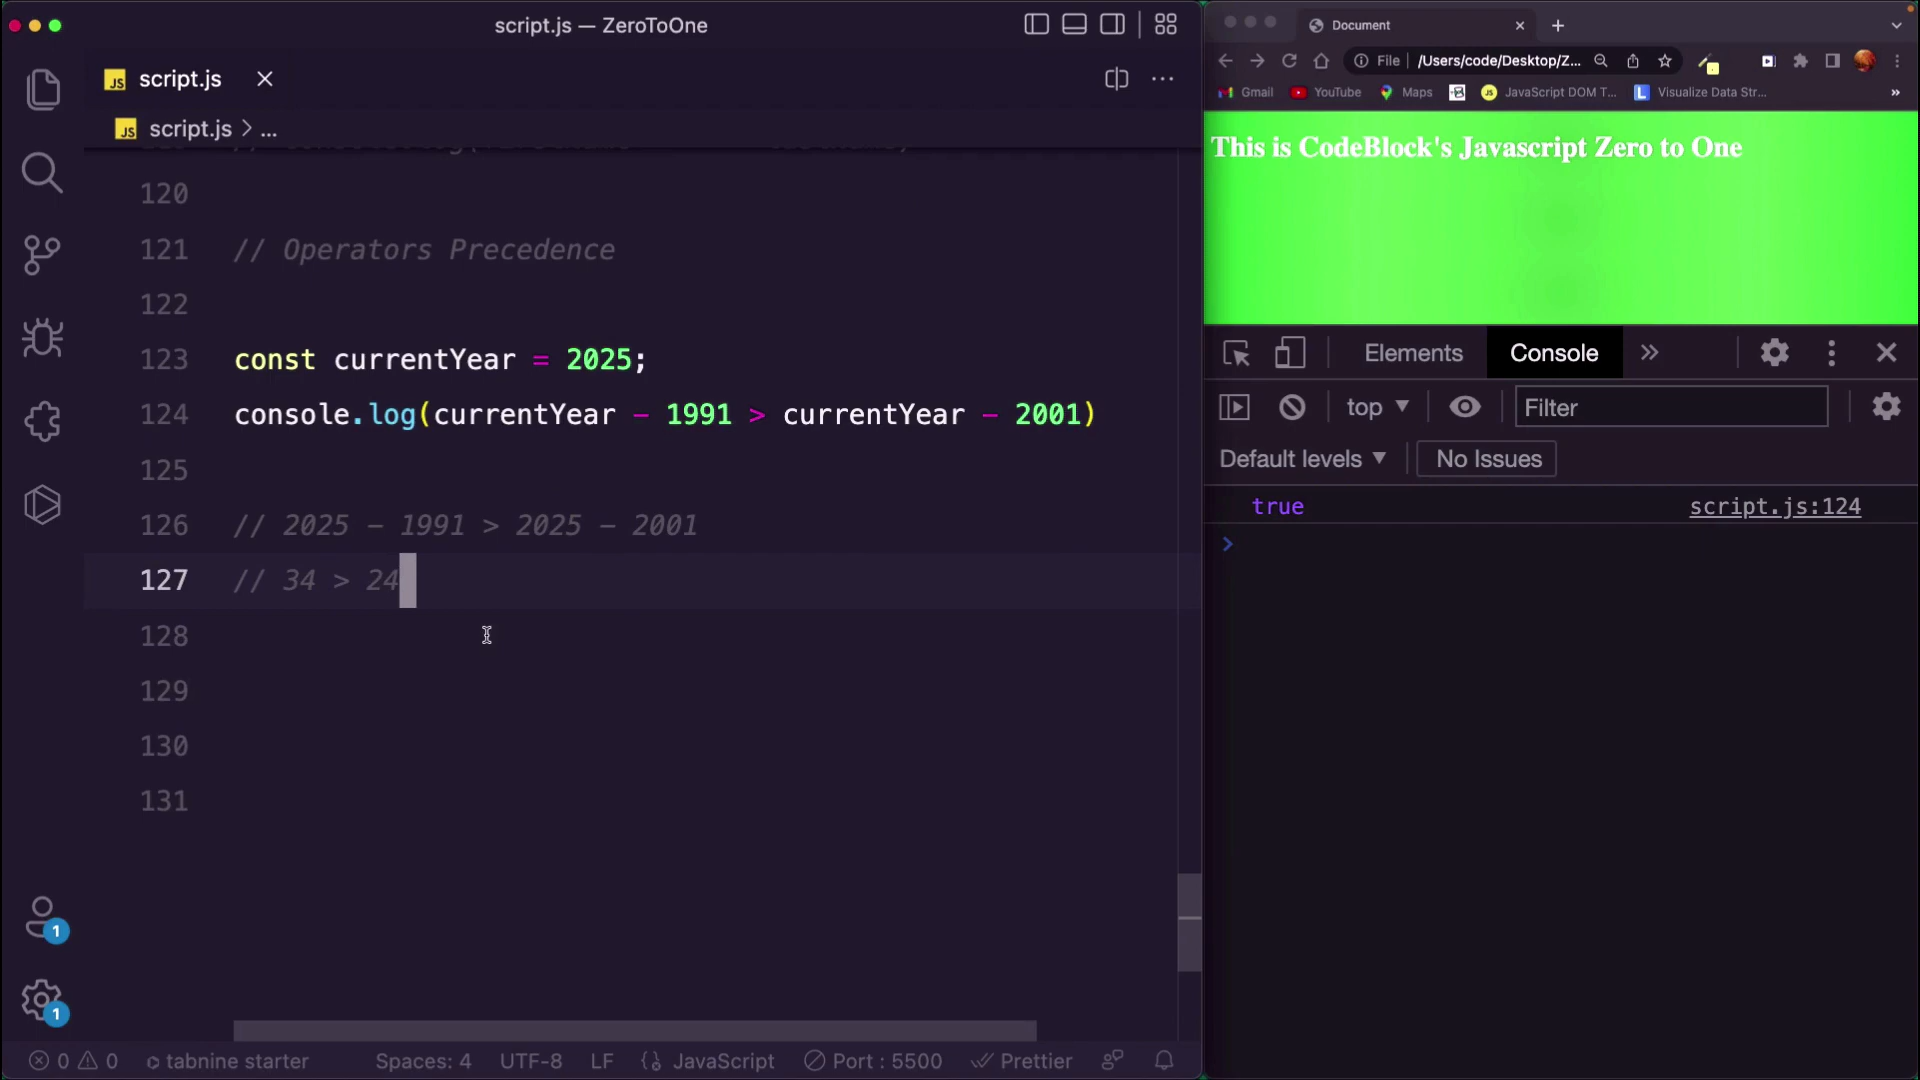 script.js — ZeroToOne
script.js
script.js > ...
120
121 // Operators Precedence
122
123 const currentYear = 2025;
124 console.log(currentYear - 1991 > currentYear - 2001)
125
126 // 2025 - 1991 > 2025 - 2001
127 // 34 > 24
128
129
130
131
1
1
0 0 tabnine starter Spaces: 4 UTF-8 LF {} JavaScript Port : 5500 Prettier
Document
File /Users/code/Desktop/Z...
Gmail YouTube Maps JavaScript DOM T... Visualize Data Str... »
This is CodeBlock's Javascript Zero to One
Elements Console »
top Filter
Default levels No Issues
true script.js:124
>